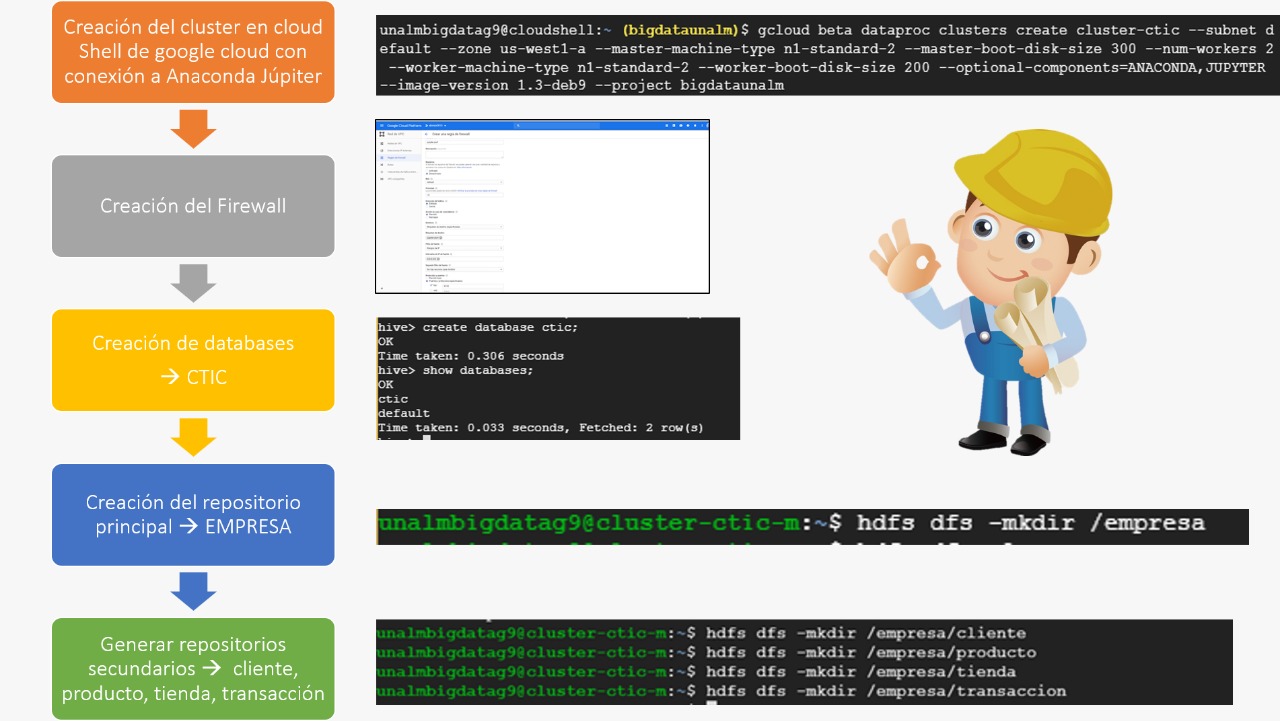 Creación del cluster en cloud
Shell de google cloud con
conexión a Anaconda Júpiter
unalmbigdatag9@cloudshell:~ (bigdataunalm)$ gcloud beta dataproc clusters create cluster-ctic --subnet d
efault --zone us-west1-a --master-machine-type n1-standard-2 --master-boot-disk-size 300 --num-workers 2
--worker-machine-type n1-standard-2 --worker-boot-disk-size 200 --optional-components=ANACONDA,JUPYTER
--image-version 1.3-deb9 --project bigdataunalm
Creación del Firewall
Google Cloud Platform
Creación de databases
→ CTIC
hive> create database ctic;
OK
Time taken: 0.306 seconds
hive> show databases;
OK
ctic
default
Time taken: 0.033 seconds, Fetched: 2 row(s)
Creación del repositorio
principal → EMPRESA
unalmbigdatag9@cluster-ctic-m:~$ hdfs dfs -mkdir /empresa
Generar repositorios
secundarios → cliente,
producto, tienda, transacción
unalmbigdatag9@cluster-ctic-m:~$ hdfs dfs -mkdir /empresa/cliente
unalmbigdatag9@cluster-ctic-m:~$ hdfs dfs -mkdir /empresa/producto
unalmbigdatag9@cluster-ctic-m:~$ hdfs dfs -mkdir /empresa/tienda
unalmbigdatag9@cluster-ctic-m:~$ hdfs dfs -mkdir /empresa/transaccion